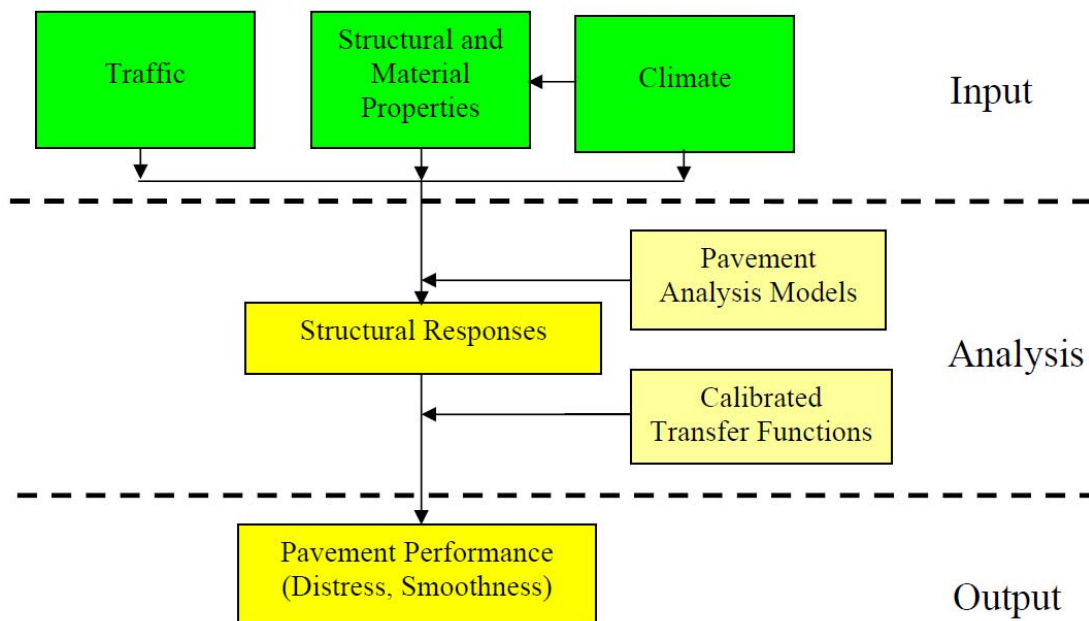 Traffic
Structural and
Material
Properties
Climate
Input
Pavement
Analysis Models
Structural Responses
Analysis
Calibrated
Transfer Functions
Pavement Performance
(Distress, Smoothness)
Output